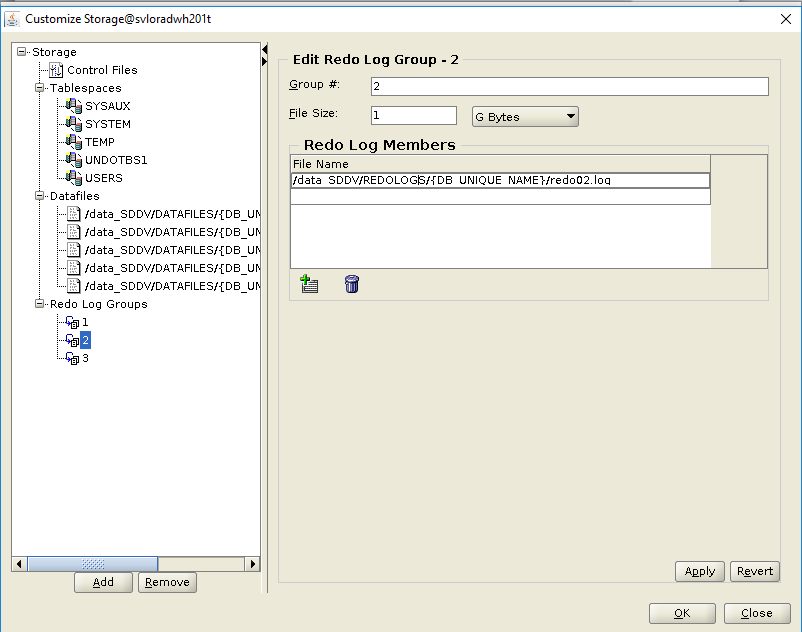 Customize Storage@svloradwh201t
Storage
Control Files
Tablespaces
SYSAUX
SYSTEM
TEMP
UNDOTBS1
USERS
Datafiles
/data_SDDV/DATAFILES/{DB_UN
/data_SDDV/DATAFILES/{DB_UN
/data_SDDV/DATAFILES/{DB_UN
/data_SDDV/DATAFILES/{DB_UN
/data_SDDV/DATAFILES/{DB_UN
Redo Log Groups
1
2
3
Add
Remove
Edit Redo Log Group - 2
Group #:
2
File Size:
1
G Bytes
Redo Log Members
File Name
/data_SDDV/REDOLOGS/{DB_UNIQUE_NAME}/redo02.log
Apply
Revert
OK
Close